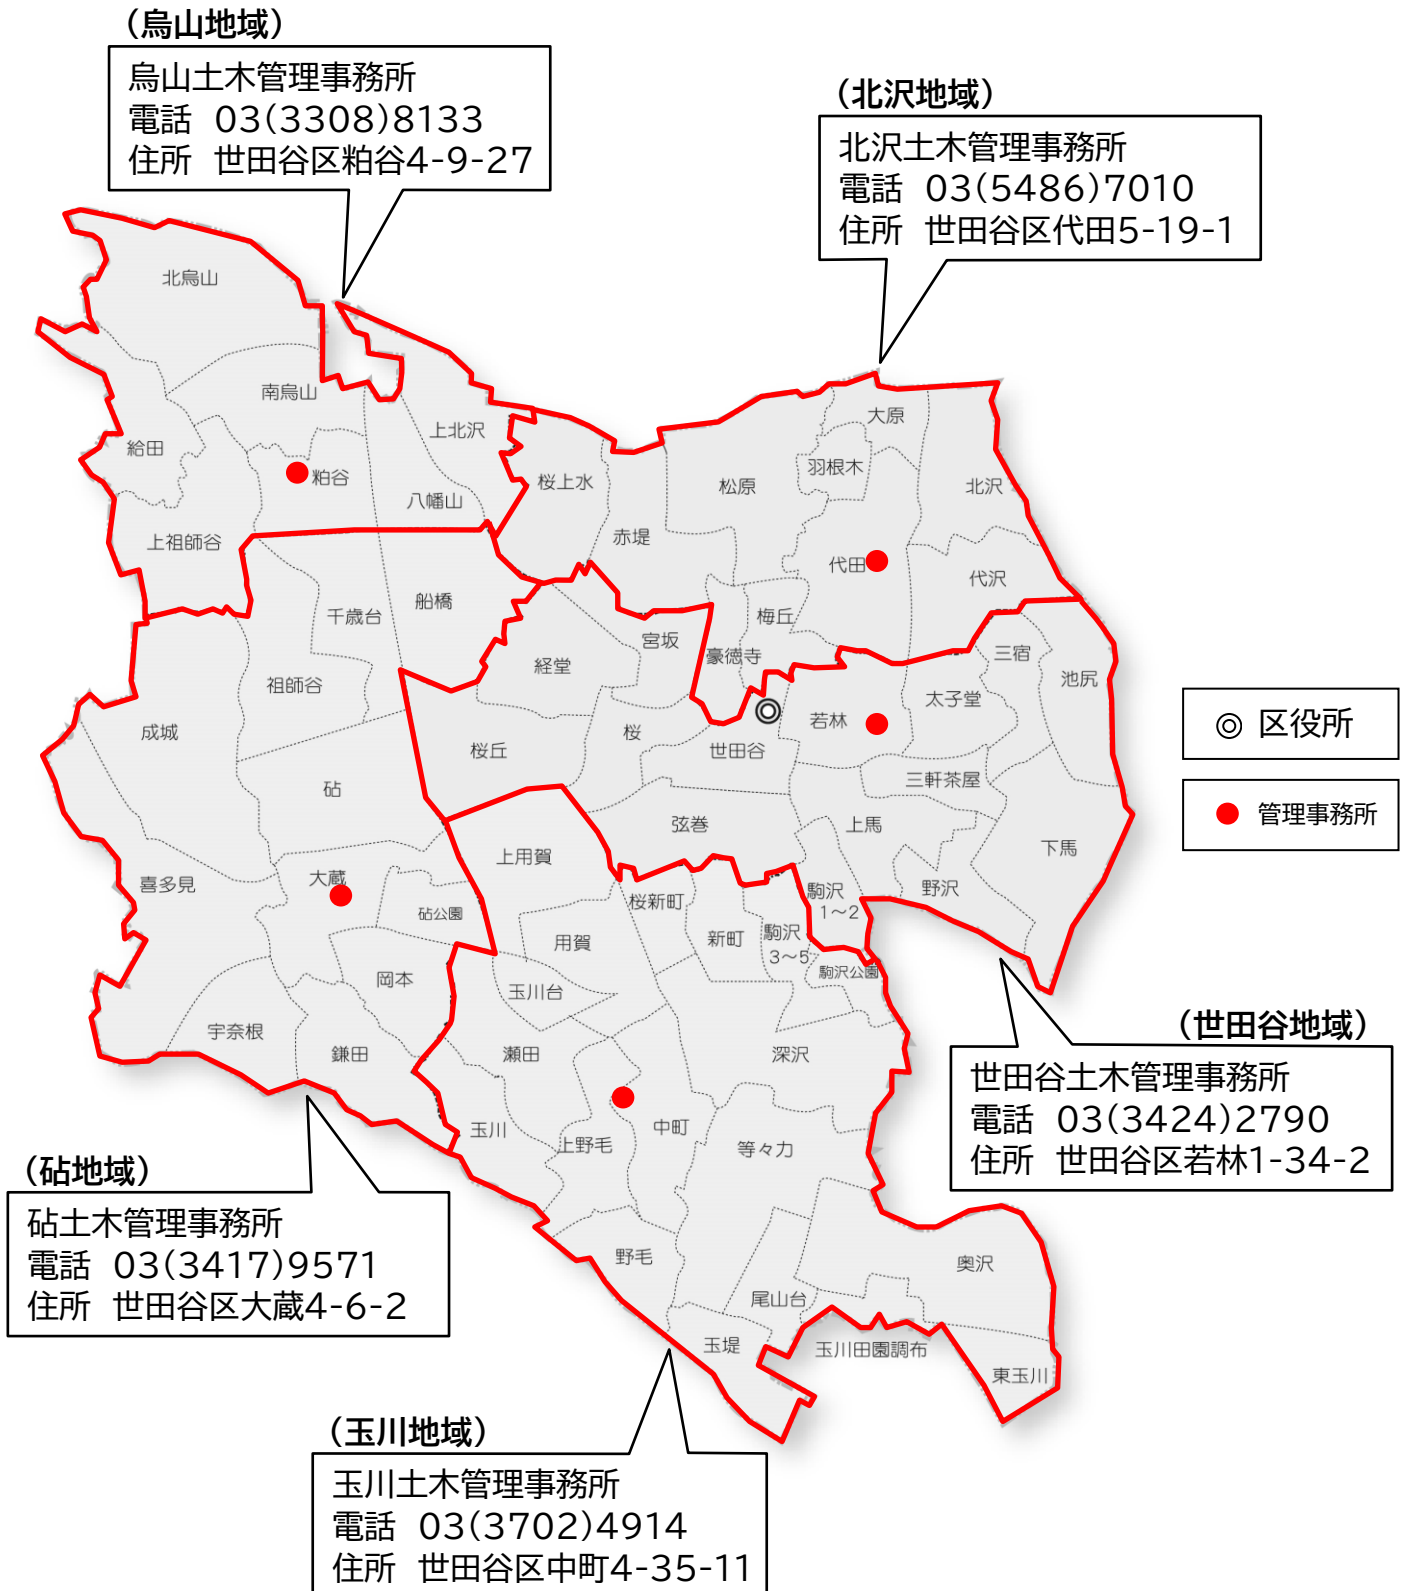 （烏山地域）
烏山土木管理事務所
電話 03(3308)8133
住所 世田谷区粕谷4-9-27
（北沢地域）
北沢土木管理事務所
電話 03(5486)7010
住所 世田谷区代田5-19-1
北烏山
南烏山
給田
粕谷
上北沢
八幡山
上祖師谷
桜上水
赤堤
松原
大原
羽根木
北沢
代田
代沢
梅丘
豪徳寺
船橋
千歳台
祖師谷
成城
砧
喜多見
大蔵
砧公園
岡本
宇奈根
鎌田
経堂
宮坂
桜丘
桜
世田谷
弦巻
若林
太子堂
三宿
池尻
三軒茶屋
上馬
下馬
野沢
駒沢
1～2
上用賀
桜新町
新町
駒沢
3～5
駒沢公園
用賀
玉川台
瀬田
深沢
玉川
上野毛
中町
等々力
野毛
尾山台
奥沢
玉堤
玉川田園調布
東玉川
◎ 区役所
● 管理事務所
（世田谷地域）
世田谷土木管理事務所
電話 03(3424)2790
住所 世田谷区若林1-34-2
（砧地域）
砧土木管理事務所
電話 03(3417)9571
住所 世田谷区大蔵4-6-2
（玉川地域）
玉川土木管理事務所
電話 03(3702)4914
住所 世田谷区中町4-35-11